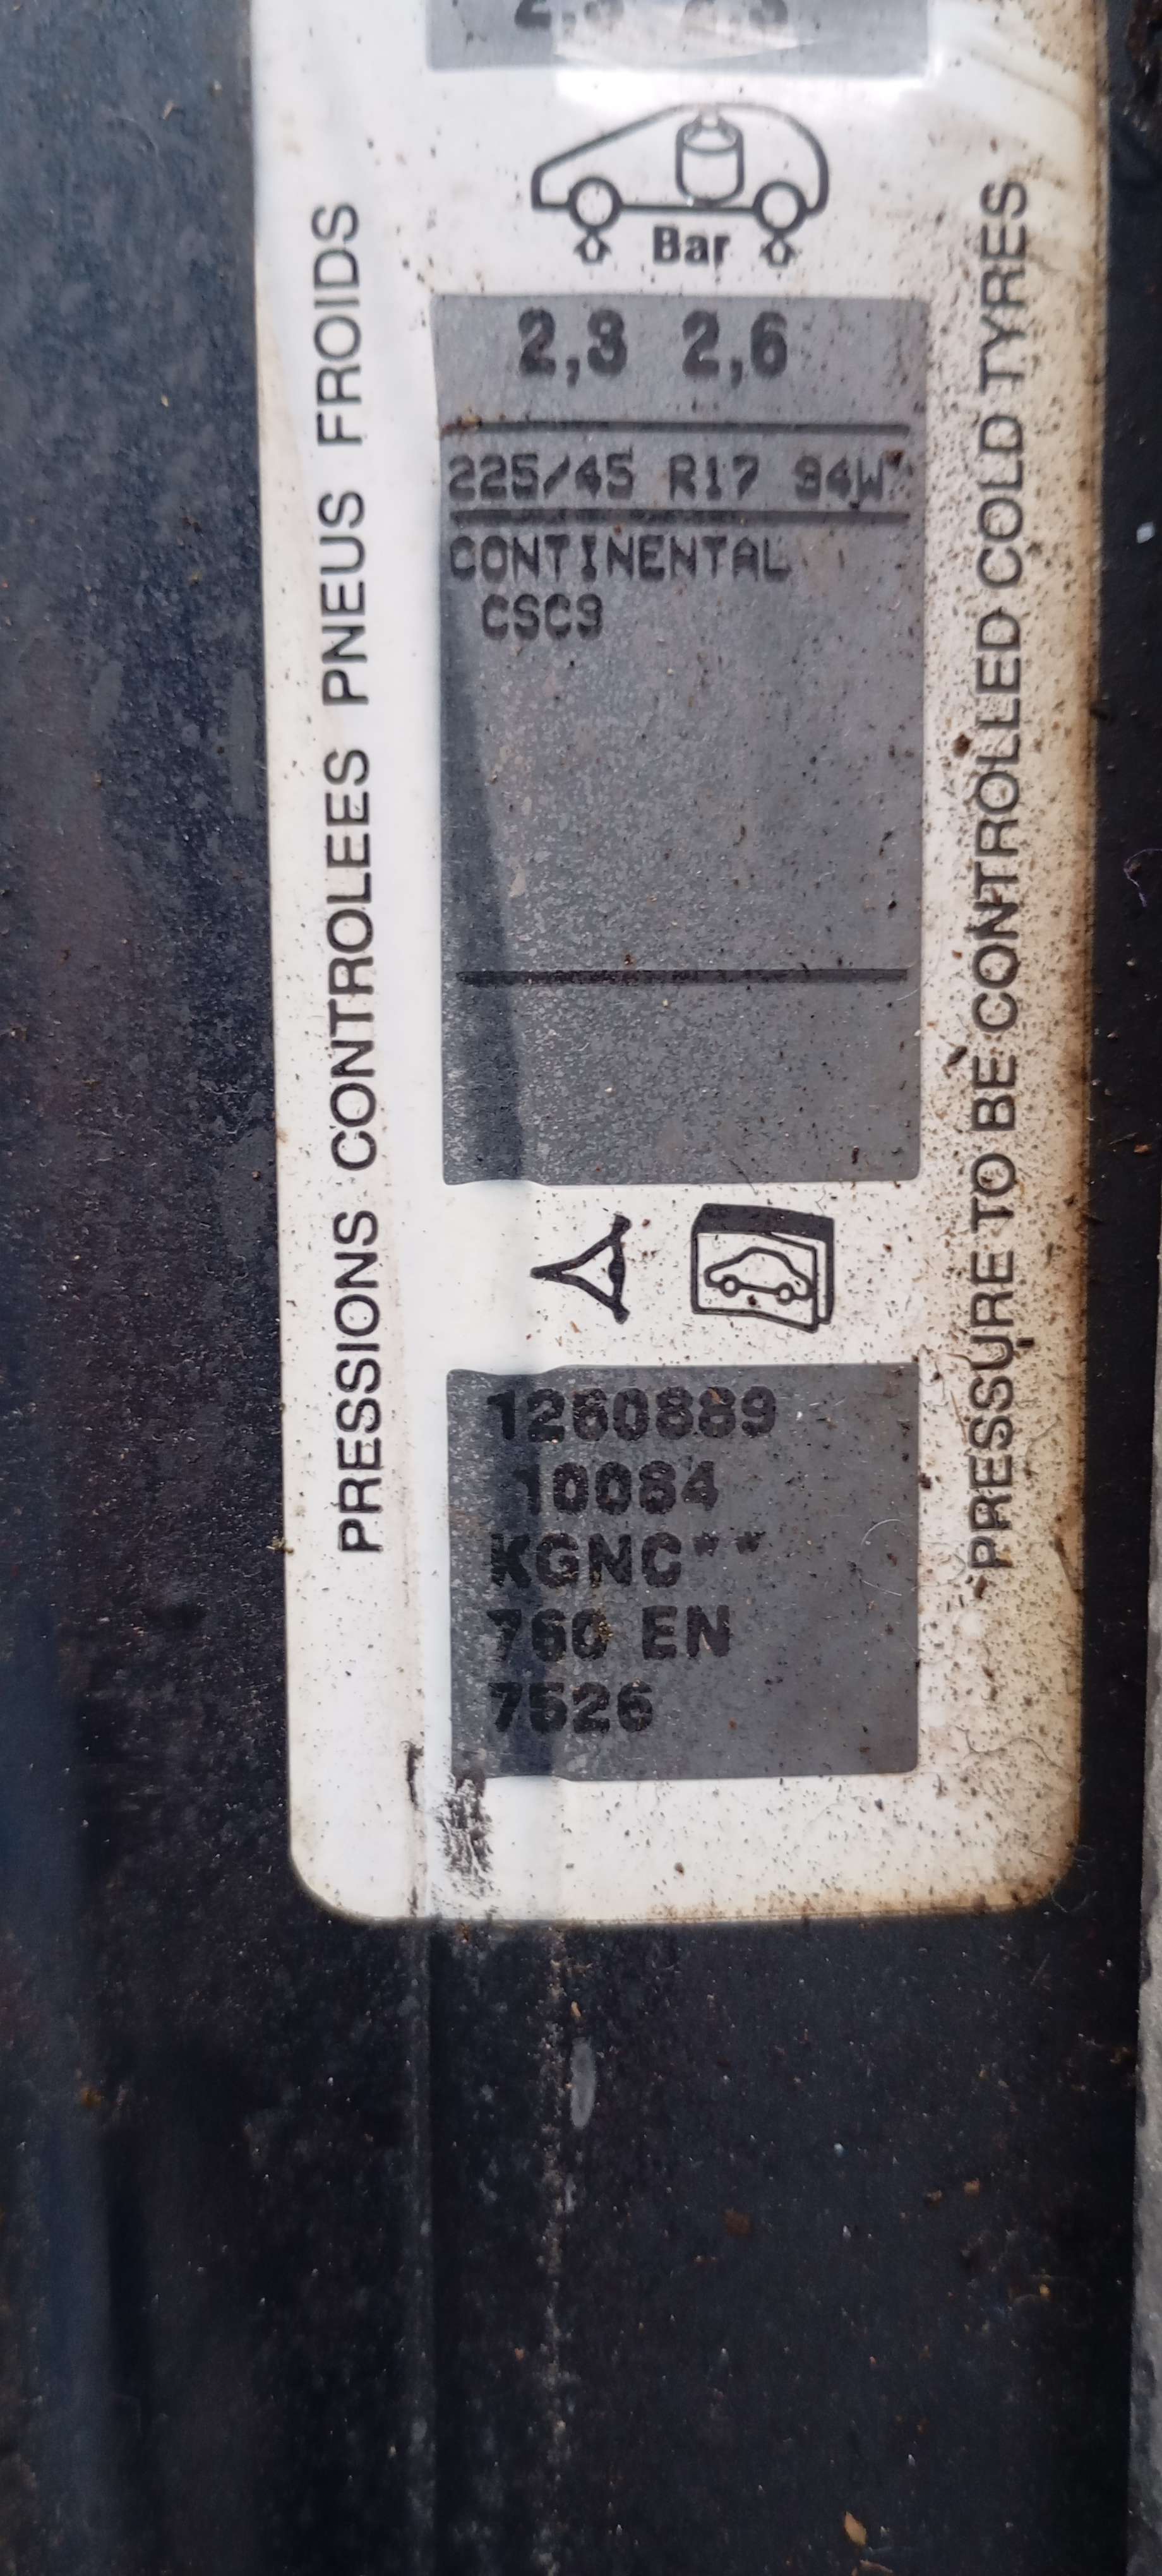 PRESSIONS CONTROLEES PNEUS FROIDS
Bar
2,3 2,6
225/45 R17 94W
CONTINENTAL
CSC3
1260889
10084
KGNC**
760 EN
7526
PRESSURE TO BE CONTROLLED COLD TYRES